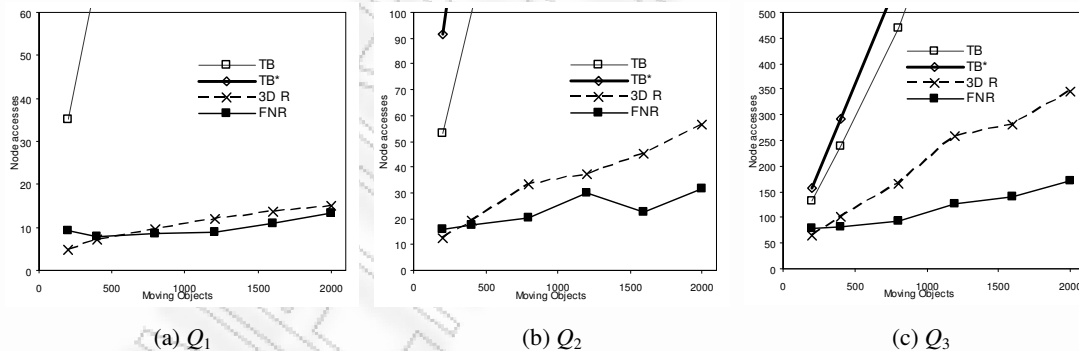 60
50
40
30
20
10
0
Node accesses
TB
TB*
3D R
FNR
0 500 1000 1500 2000
Moving Objects
(a) Q1
100
90
80
70
60
50
40
30
20
10
0
Node accesses
TB
TB*
3D R
FNR
0 500 1000 1500 2000
Moving Objects
(b) Q2
500
450
400
350
300
250
200
150
100
50
0
Node accesses
TB
TB*
3D R
FNR
0 500 1000 1500 2000
Moving Objects
(c) Q3